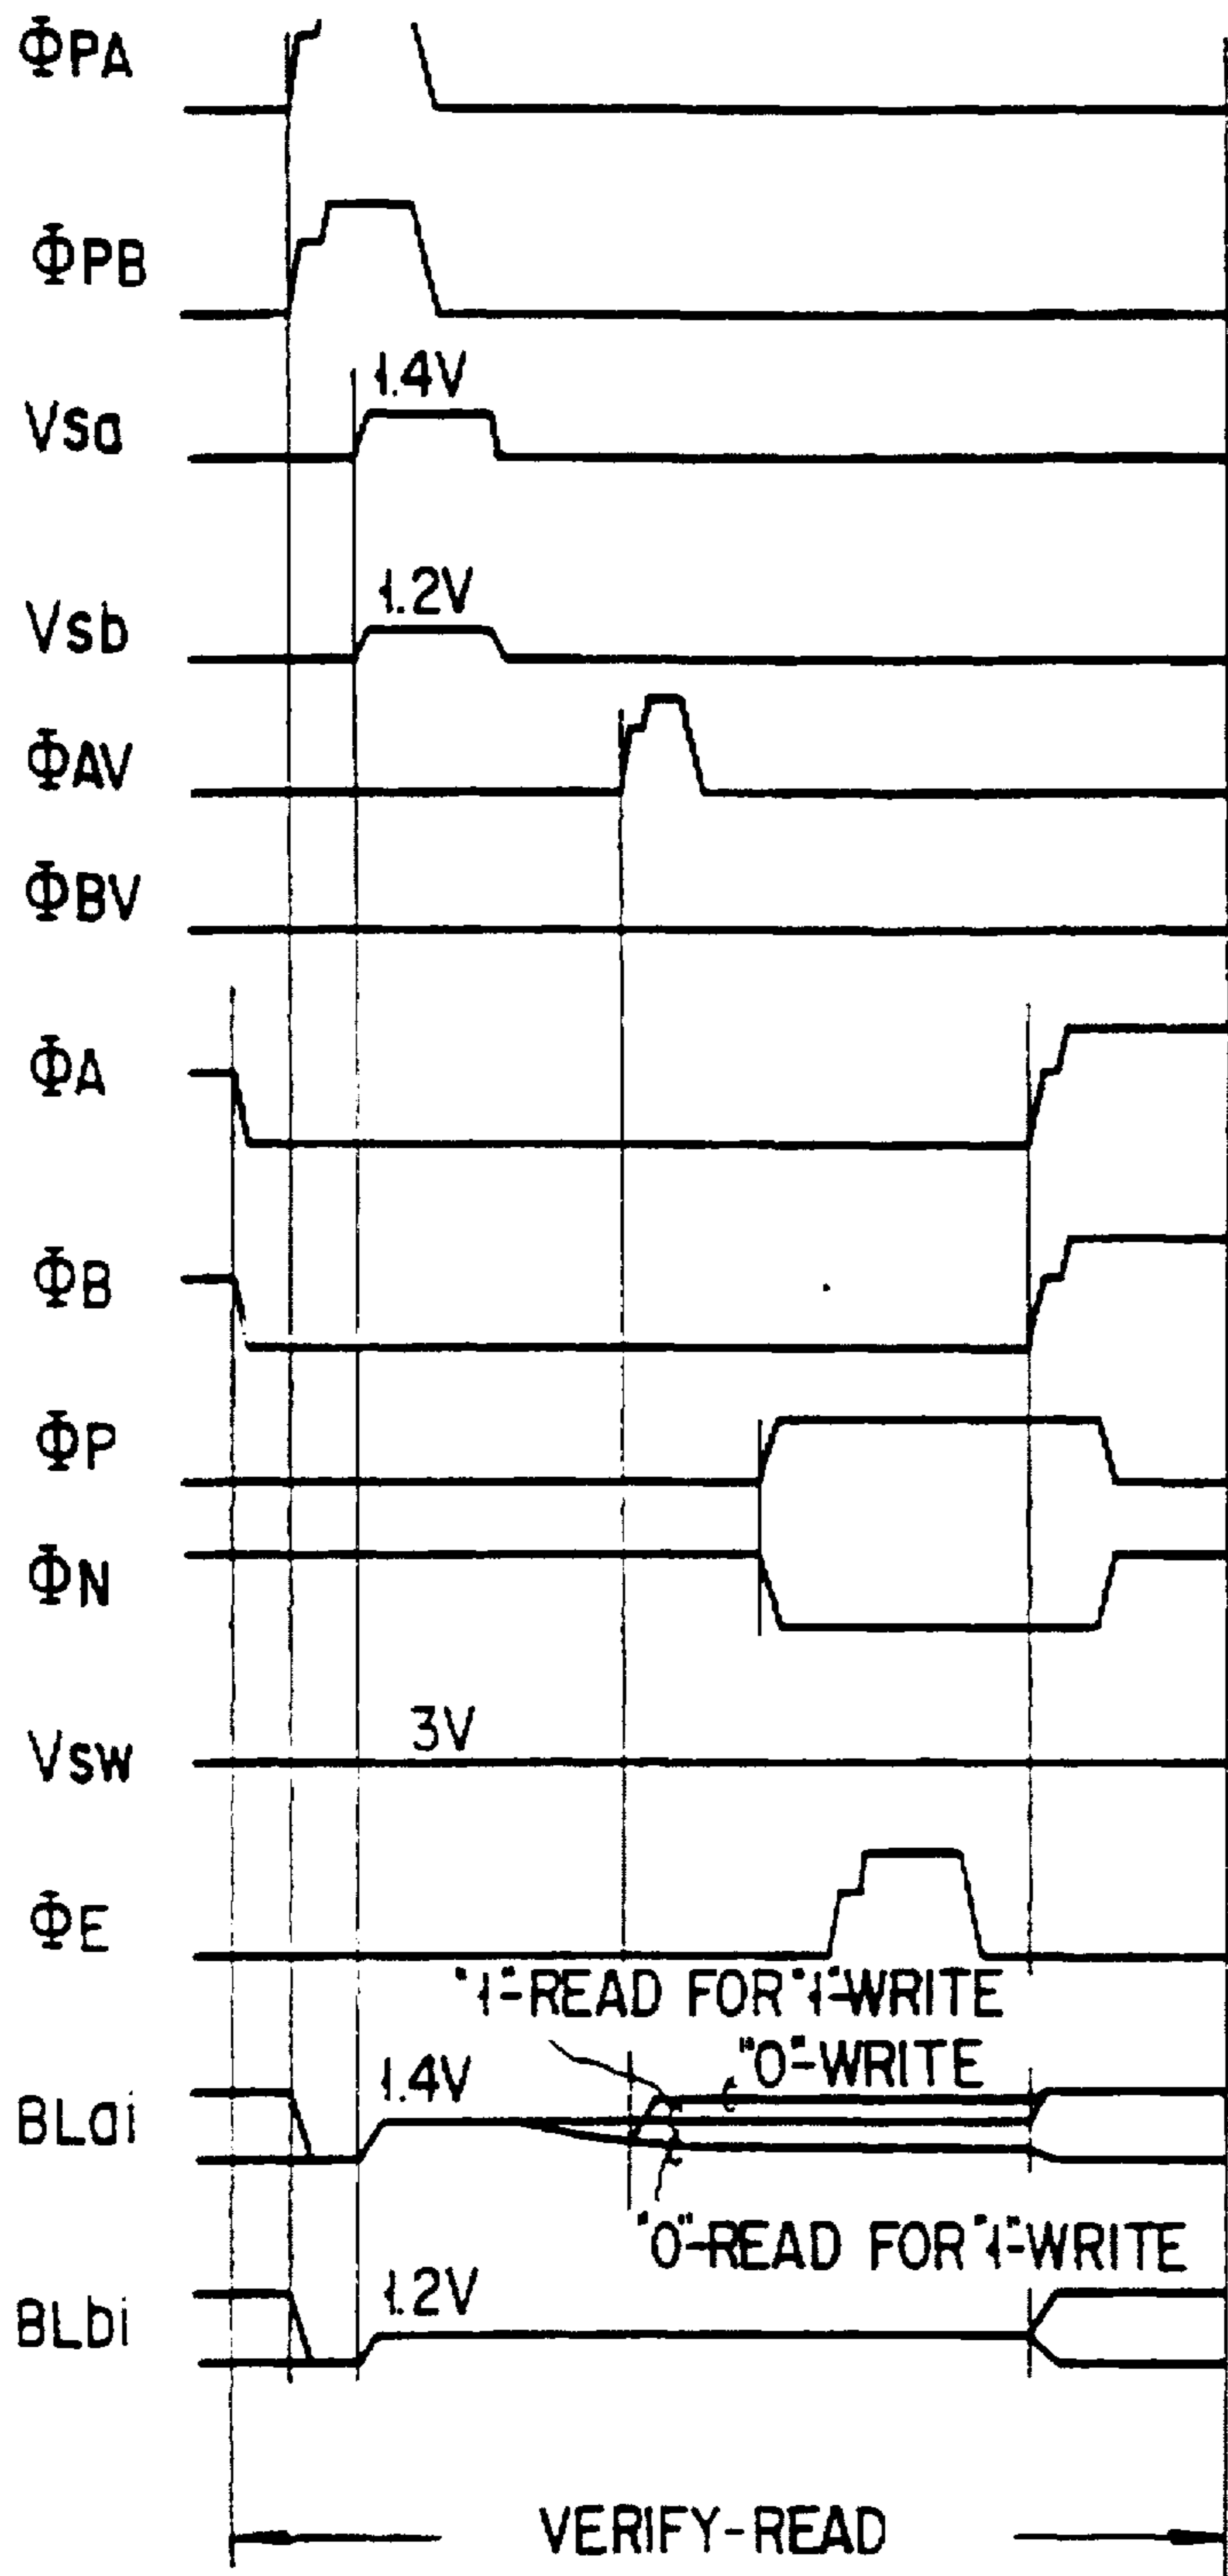 ΦPA
ΦPB
1.4V
Vsa
1.2V
Vsb
ΦAV
ΦBV
ΦA
ΦB
ΦP
ΦN
3V
Vsw
ΦE
"1"-READ FOR "1"-WRITE
"0"-WRITE
1.4V
BLai
"0"-READ FOR "1"-WRITE
1.2V
BLbi
VERIFY-READ